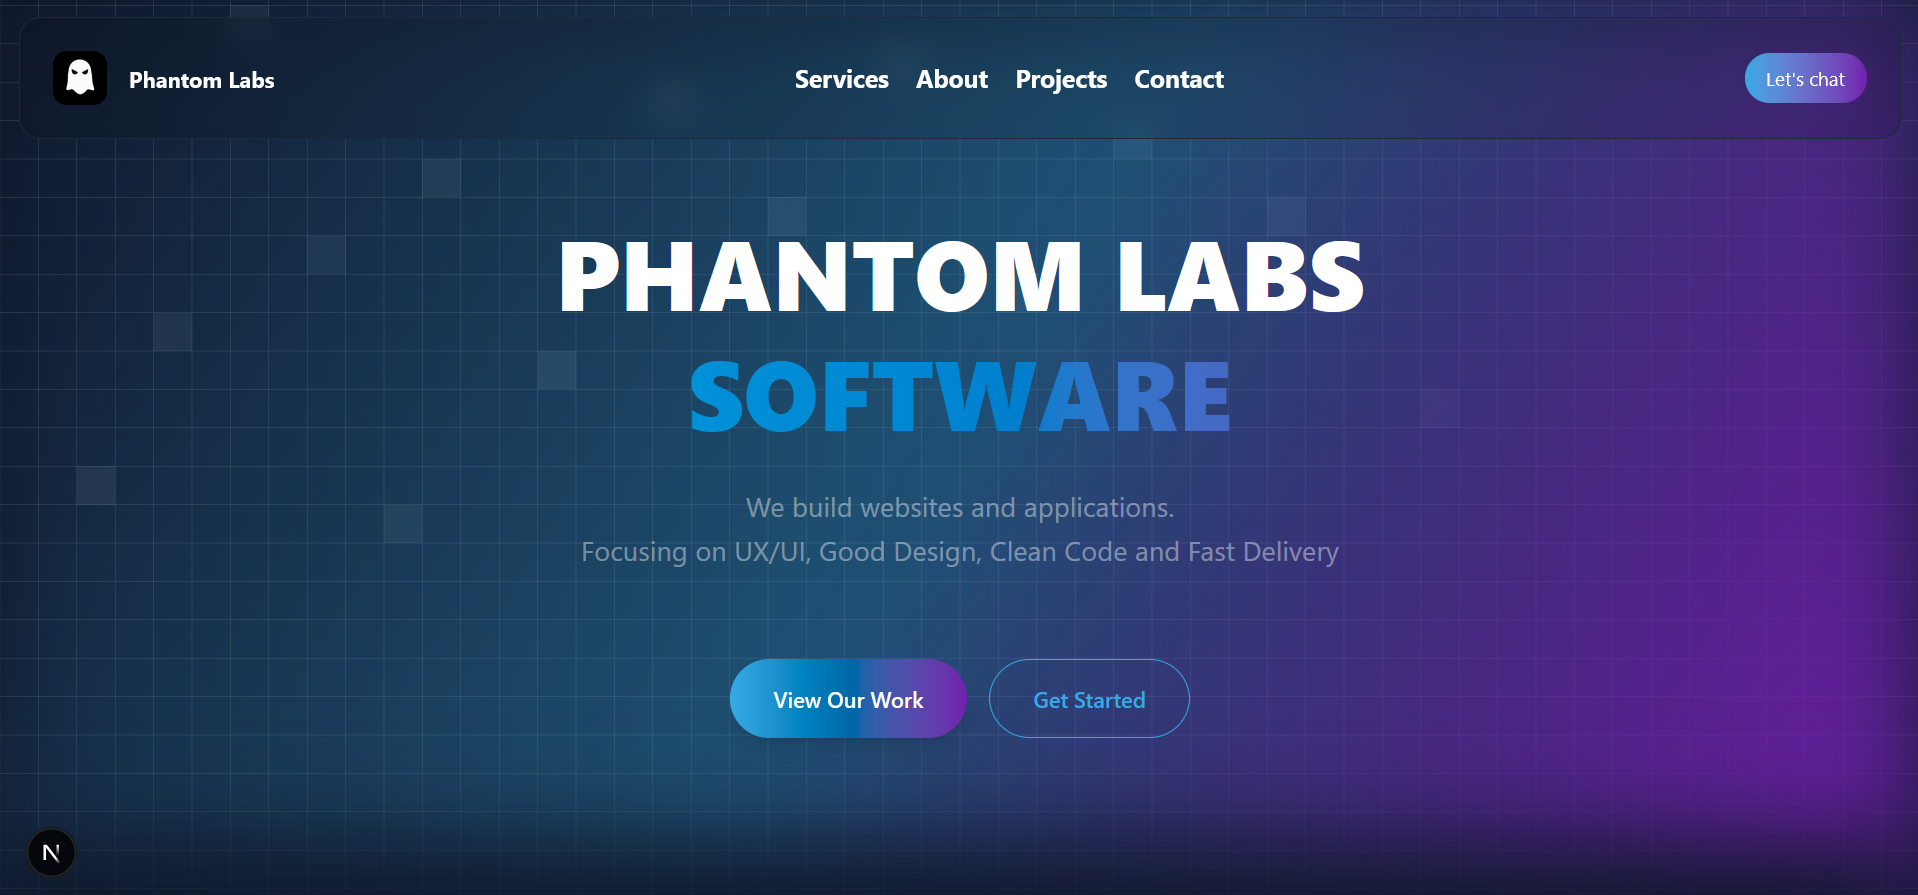 Phantom Labs
Services About Projects Contact
Let's chat
PHANTOM LABS
SOFTWARE
We build websites and applications.
Focusing on UX/UI, Good Design, Clean Code and Fast Delivery
View Our Work
Get Started
N